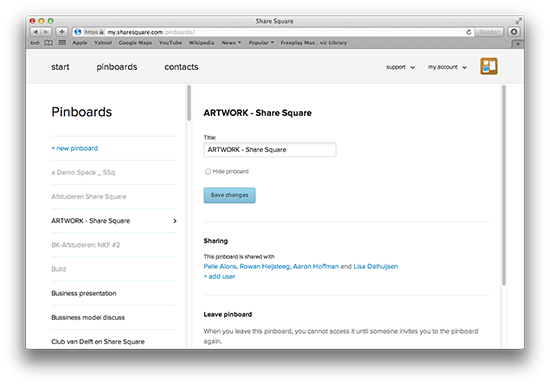 Share Square
https my.sharesquare.com/pinboards/
Reader
Apple Yahoo! Google Maps YouTube Wikipedia News Popular Freeplay Mus...sic Library
start pinboards contacts
support my account
Pinboards
+ new pinboard
a Demo Space _ SSq
Afstuderen Share Square
ARTWORK - Share Square
BK-Afstuderen: NKF #2
Build
Business presentation
Bussiness model discuss
Club van Delft en Share Square
ARTWORK - Share Square
Title:
ARTWORK - Share Square
Hide pinboard
Save changes
Sharing
This pinboard is shared with
Pelle Alons, Rowan Heijsteeg, Aaron Hoffman and Lisa Dalhuijsen
+ add user
Leave pinboard
When you leave this pinboard, you cannot access it until someone invites you to the pinboard
again.